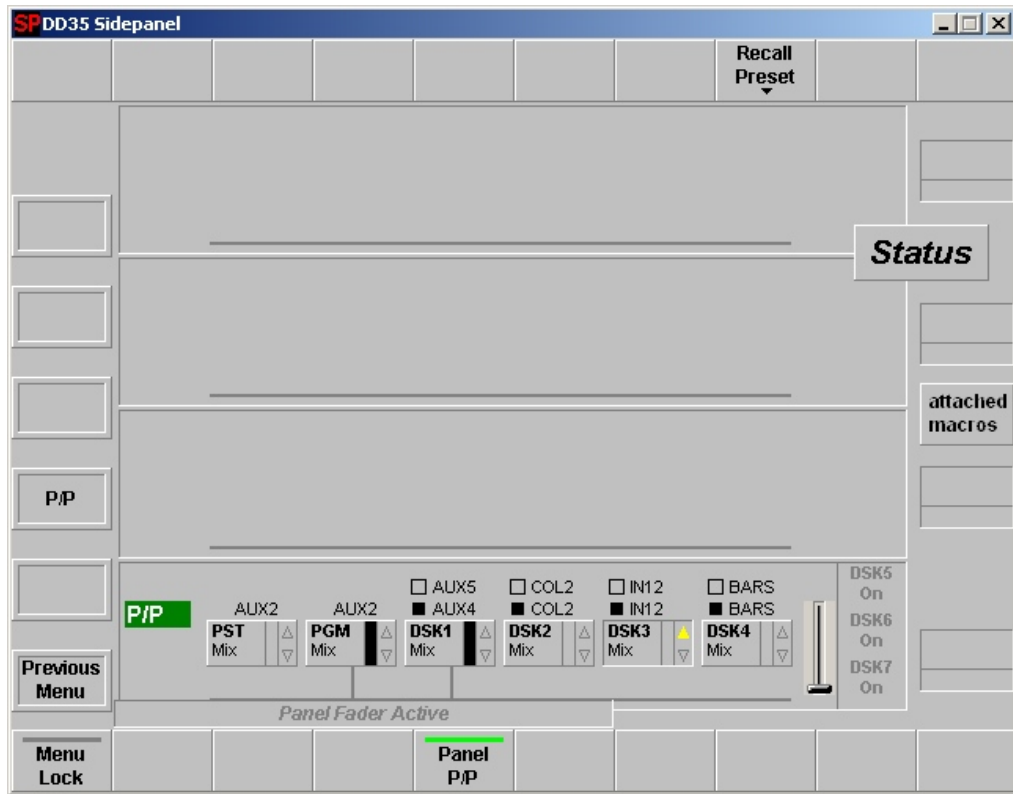 SP DD35 Sidepanel
Recall
Preset
Status
attached
macros
P/P
AUX5 COL2 IN12 BARS
AUX2 AUX2 AUX4 COL2 IN12 BARS
P/P
PST PGM DSK1 DSK2 DSK3 DSK4
Mix Mix Mix Mix Mix Mix
DSK5
On
DSK6
On
DSK7
On
Previous
Menu
Panel Fader Active
Menu
Lock
Panel
P/P